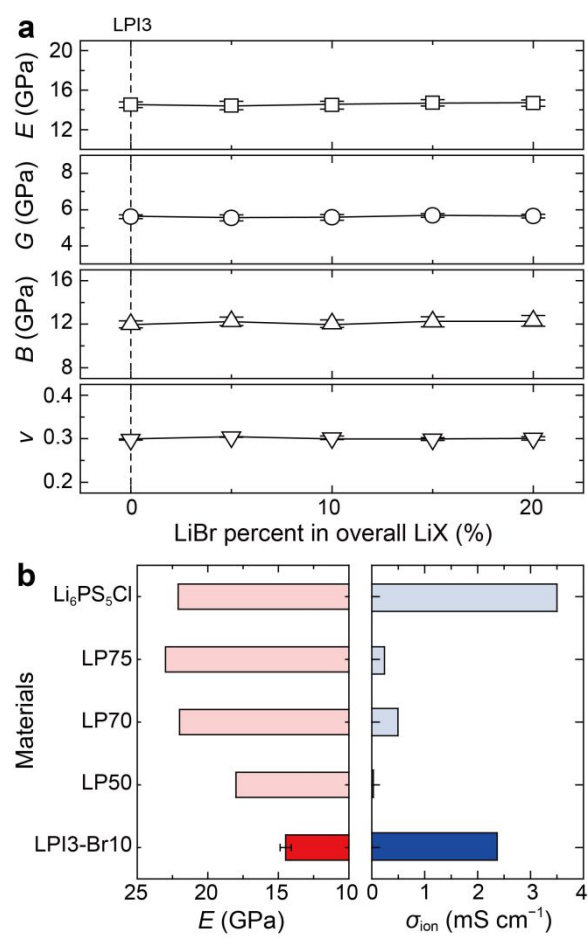 a
LPI3
20
16
12
E (GPa)
8
6
4
G (GPa)
16
12
8
B (GPa)
0.4
0.3
0.2
ν
0 10 20
LiBr percent in overall LiX (%)
b
Materials
Li₆PS₅Cl
LP75
LP70
LP50
LPI3-Br10
25 20 15 10 0 1 2 3 4
E (GPa) σion (mS cm⁻¹)